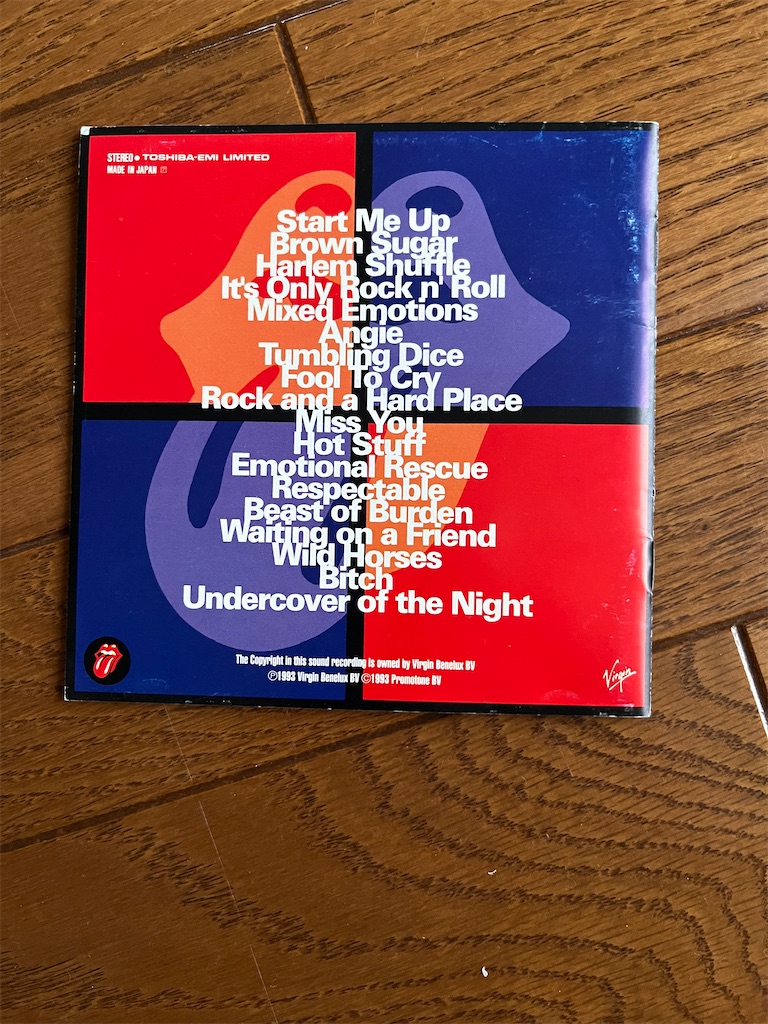 STEREO● TOSHIBA-EMI LIMITED
MADE IN JAPAN
Start Me Up
Brown Sugar
Harlem Shuffle
It's Only Rock n' Roll
Mixed Emotions
Angie
Tumbling Dice
Fool To Cry
Rock and a Hard Place
Miss You
Hot Stuff
Emotional Rescue
Respectable
Beast of Burden
Waiting on a Friend
Wild Horses
Bitch
Undercover of the Night
The Copyright in this sound recording is owned by Virgin Benelux BV
Ⓟ1993 Virgin Benelux BV Ⓒ1993 Promotone BV
Virgin